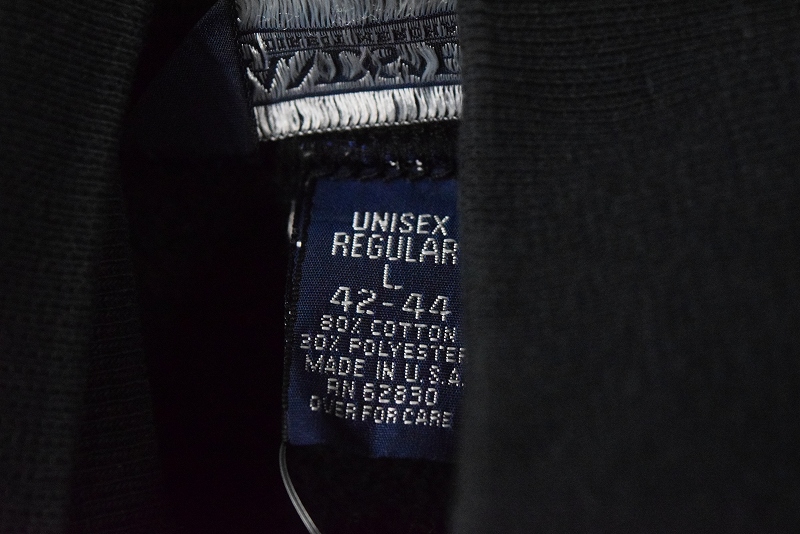 UNISEX
REGULAR
L
42-44
80% COTTON
20% POLYESTER
MADE IN U.S.A.
RN 62830
OVER FOR CARE